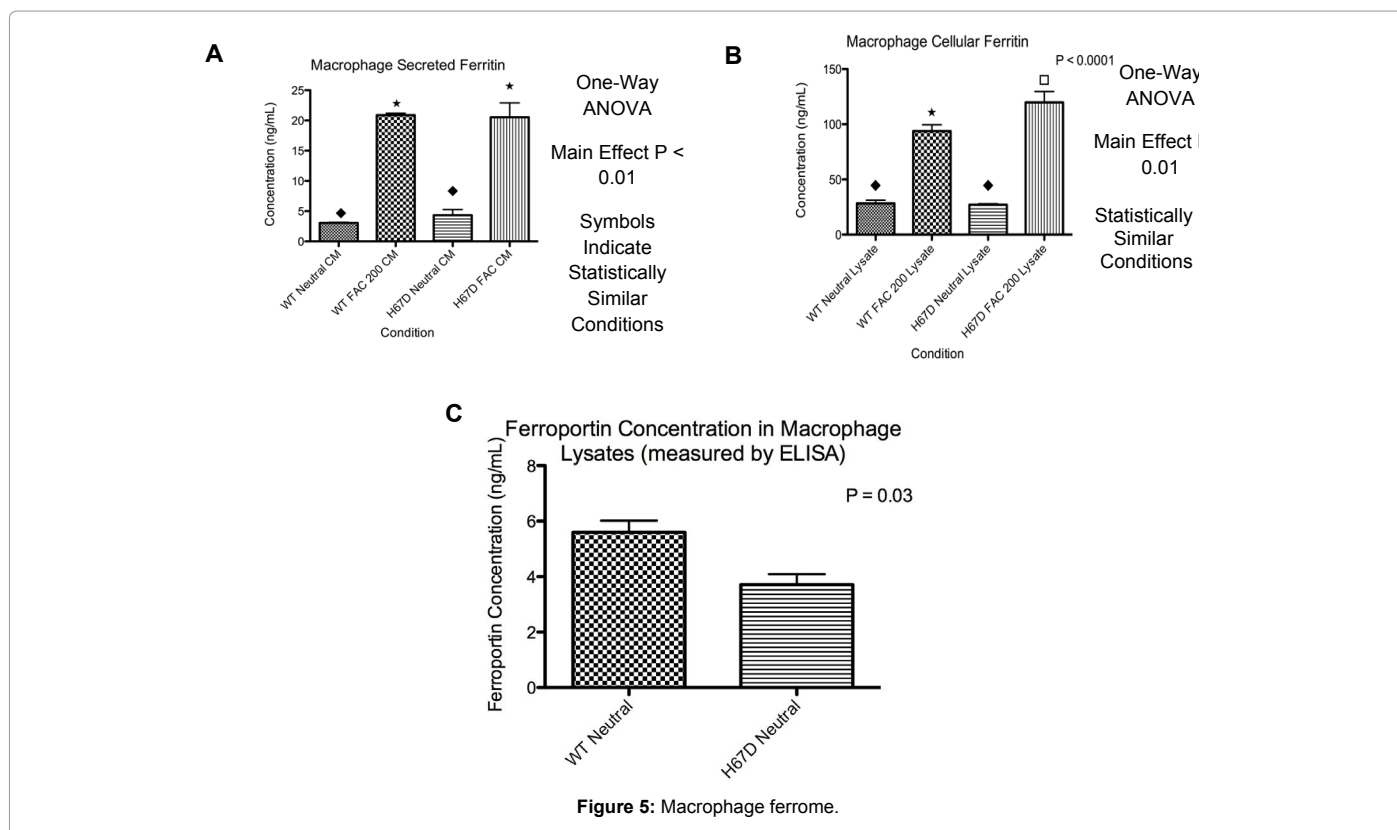 A
Macrophage Secreted Ferritin
Concentration (ng/mL)
25
20
15
10
5
0
WT Neutral CM
WT FAC 200 CM
H67D Neutral CM
H67D FAC CM
Condition
One-Way
ANOVA
Main Effect P <
0.01
Symbols
Indicate
Statistically
Similar
Conditions
B
Macrophage Cellular Ferritin
P < 0.0001
Concentration (ng/mL)
150
100
50
0
WT Neutral Lysate
WT FAC 200 Lysate
H67D Neutral Lysate
H67D FAC 200 Lysate
Condition
One-Way
ANOVA
Main Effect
0.01
Statistically
Similar
Conditions
C
Ferroportin Concentration in Macrophage
Lysates (measured by ELISA)
P = 0.03
Ferroportin Concentration (ng/mL)
8
6
4
2
0
WT Neutral
H67D Neutral
Figure 5: Macrophage ferrome.